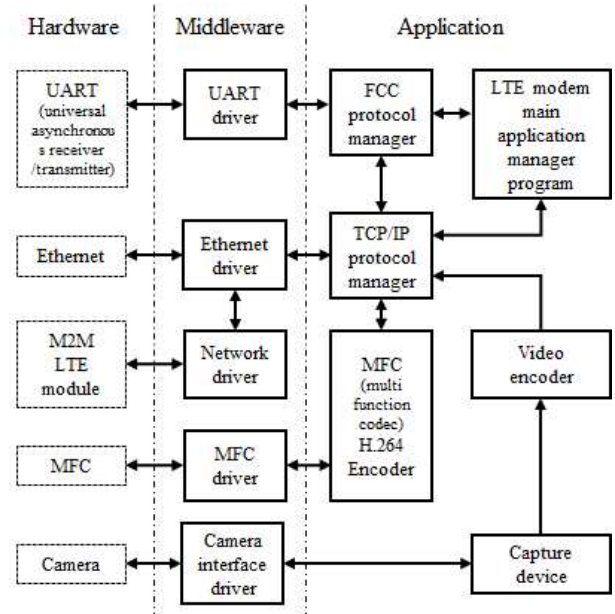 Hardware
Middleware
Application
UART
(universal
asynchronou
s receiver
/transmitter)
UART
driver
FCC
protocol
manager
LTE modem
main
application
manager
program
Ethernet
Ethernet
driver
TCP/IP
protocol
manager
M2M
LTE
module
Network
driver
MFC
(multi
function
codec)
H.264
Encoder
Video
encoder
MFC
MFC
driver
Camera
Camera
interface
driver
Capture
device